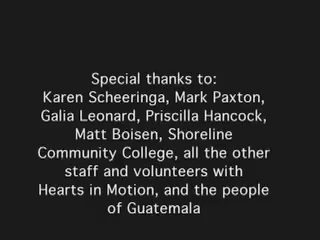 Special thanks to:
Karen Scheeringa, Mark Paxton,
Galia Leonard, Priscilla Hancock,
Matt Boisen, Shoreline
Community College, all the other
staff and volunteers with
Hearts in Motion, and the people
of Guatemala